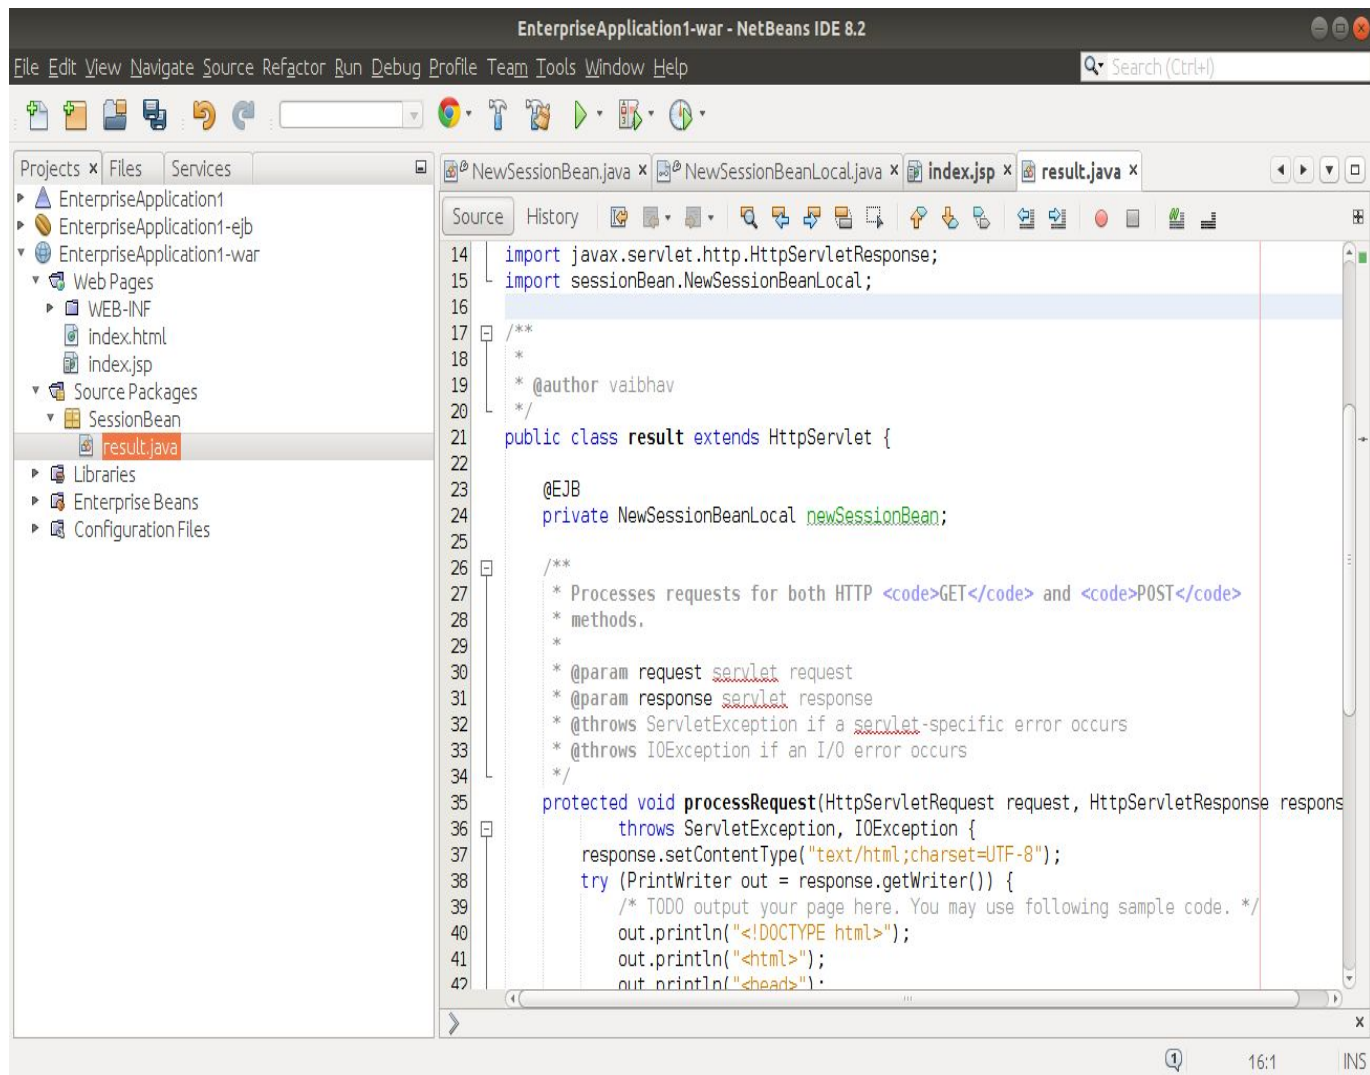 EnterpriseApplication1-war - NetBeans IDE 8.2
File Edit View Navigate Source Refactor Run Debug Profile Team Tools Window Help
Search (Ctrl+I)
Projects Files Services
EnterpriseApplication1
EnterpriseApplication1-ejb
EnterpriseApplication1-war
Web Pages
WEB-INF
index.html
index.jsp
Source Packages
SessionBean
result.java
Libraries
Enterprise Beans
Configuration Files
NewSessionBean.java NewSessionBeanLocal.java index.jsp result.java
Source History
14 import javax.servlet.http.HttpServletResponse;
15 import sessionBean.NewSessionBeanLocal;
16
17 /**
18 *
19 * @author vaibhav
20 */
21 public class result extends HttpServlet {
22
23 @EJB
24 private NewSessionBeanLocal newSessionBean;
25
26 /**
27 * Processes requests for both HTTP <code>GET</code> and <code>POST</code>
28 * methods.
29 *
30 * @param request servlet request
31 * @param response servlet response
32 * @throws ServletException if a servlet-specific error occurs
33 * @throws IOException if an I/O error occurs
34 */
35 protected void processRequest(HttpServletRequest request, HttpServletResponse respons
36 throws ServletException, IOException {
37 response.setContentType("text/html;charset=UTF-8");
38 try (PrintWriter out = response.getWriter()) {
39 /* TODO output your page here. You may use following sample code. */
40 out.println("<!DOCTYPE html>");
41 out.println("<html>");
42 out.println("<head>");
1 16:1 INS